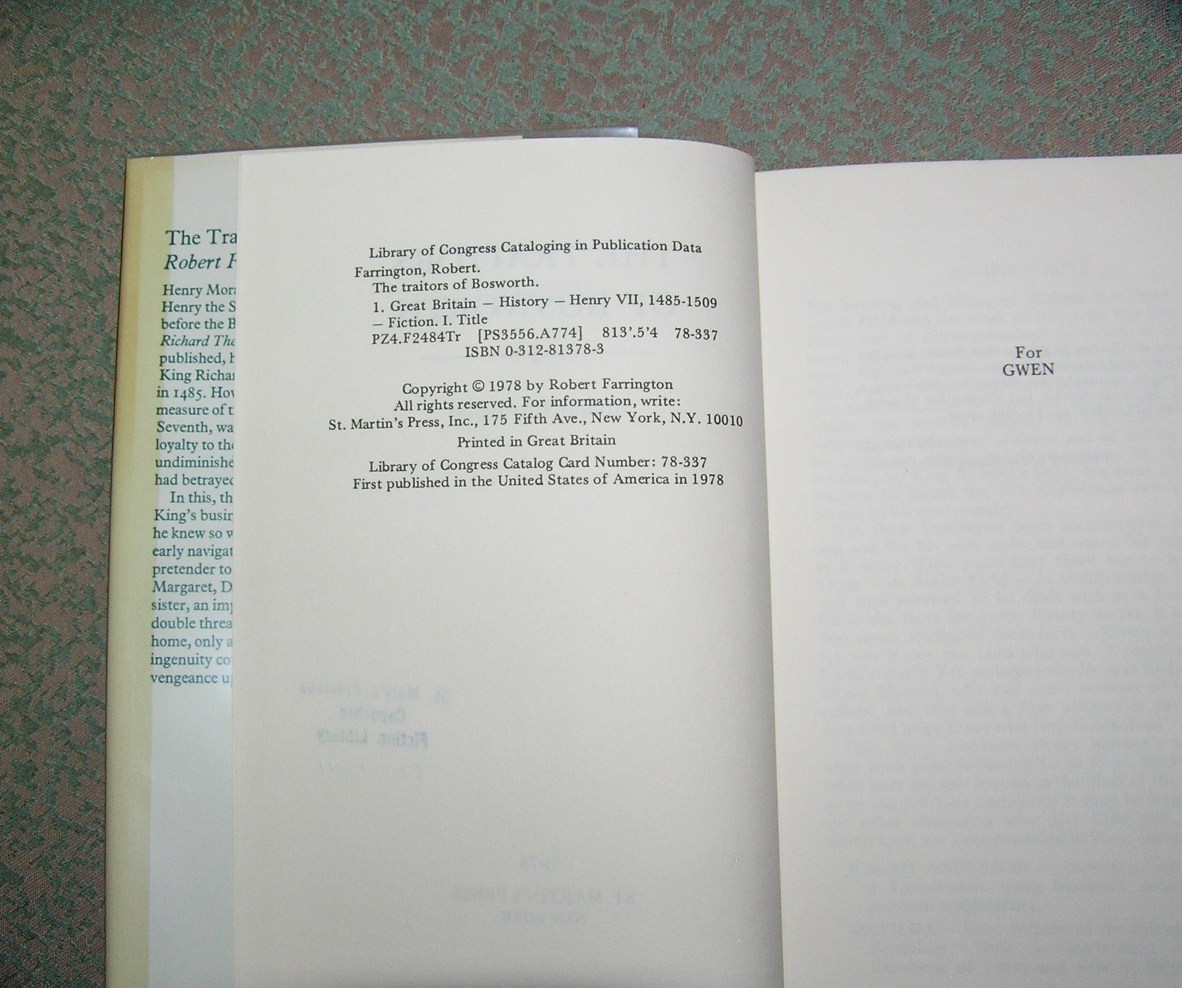 The Tra
Robert F
Henry Mor
Henry the S
before the B
Richard The
published, h
King Richar
in 1485. How
measure of t
Seventh, wa
loyalty to the
undiminishe
had betrayed
In this, th
King's busin
he knew so w
early navigat
pretender to
Margaret, D
sister, an im
double threa
home, only a
ingenuity co
vengeance u
Library of Congress Cataloging in Publication Data
Farrington, Robert.
The traitors of Bosworth.
1. Great Britain — History — Henry VII, 1485-1509
— Fiction. I. Title
PZ4.F2484Tr [PS3556.A774] 813'.5'4 78-337
ISBN 0-312-81378-3
Copyright © 1978 by Robert Farrington
All rights reserved. For information, write:
St. Martin's Press, Inc., 175 Fifth Ave., New York, N.Y. 10010
Printed in Great Britain
Library of Congress Catalog Card Number: 78-337
First published in the United States of America in 1978
For
GWEN